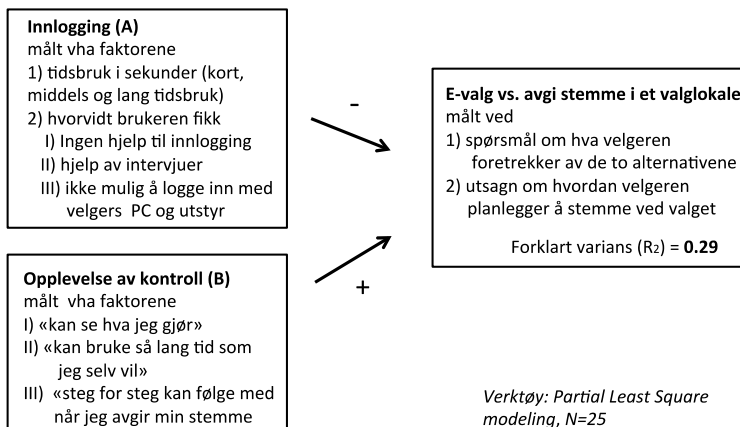 Innlogging (A)
målt vha faktorene
1) tidsbruk i sekunder (kort,
middels og lang tidsbruk)
2) hvorvidt brukeren fikk
I) Ingen hjelp til innlogging
II) hjelp av intervjuer
III) ikke mulig å logge inn med
velgers PC og utstyr
-
E-valg vs. avgi stemme i et valglokale
målt ved
1) spørsmål om hva velgeren
foretrekker av de to alternativene
2) utsagn om hvordan velgeren
planlegger å stemme ved valget
Forklart varians (R2) = 0.29
Opplevelse av kontroll (B)
målt vha faktorene
I) «kan se hva jeg gjør»
II) «kan bruke så lang tid som
jeg selv vil»
III) «steg for steg kan følge med
når jeg avgir min stemme
+
Verktøy: Partial Least Square
modeling, N=25